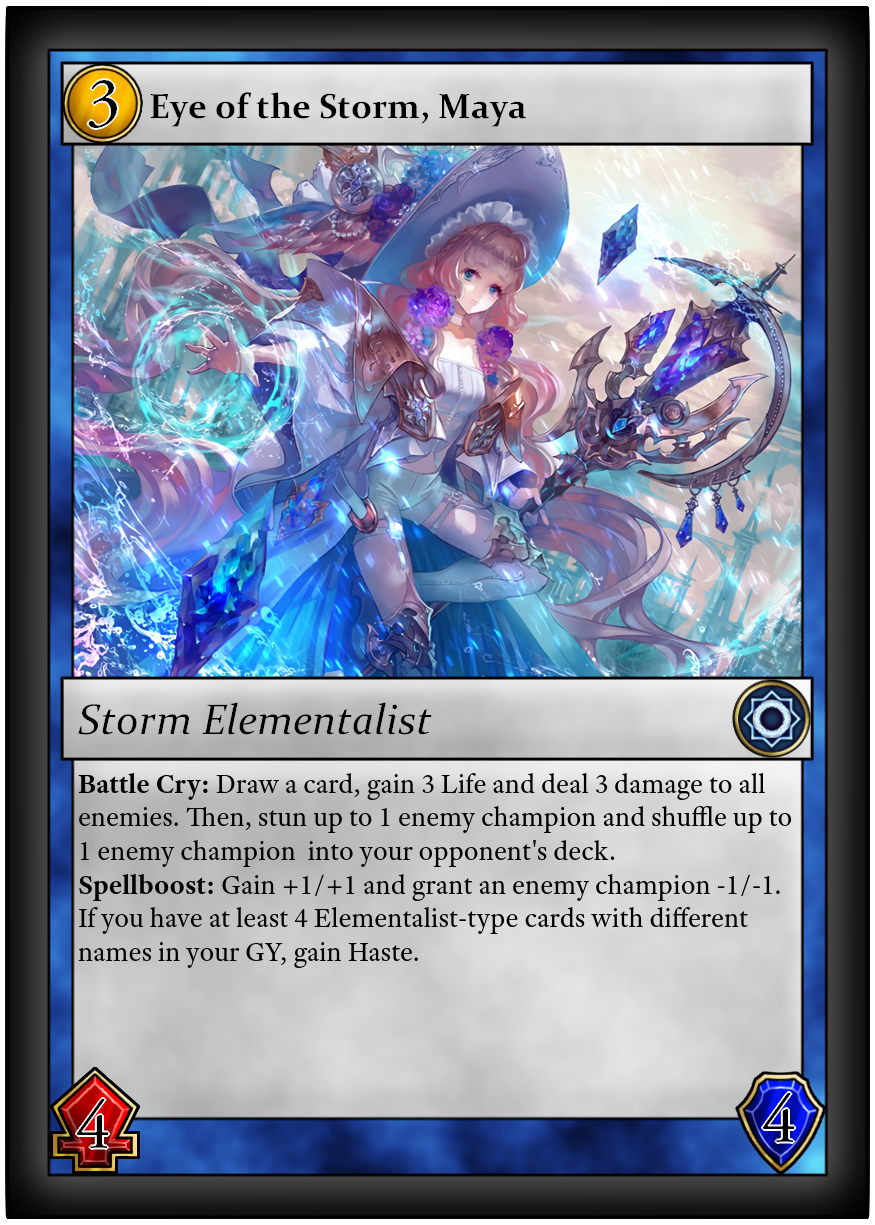 3
Eye of the Storm, Maya
Storm Elementalist
Battle Cry: Draw a card, gain 3 Life and deal 3 damage to all
enemies. Then, stun up to 1 enemy champion and shuffle up to
1 enemy champion  into your opponent's deck.
Spellboost: Gain +1/+1 and grant an enemy champion -1/-1.
If you have at least 4 Elementalist-type cards with different
names in your GY, gain Haste.
4
4